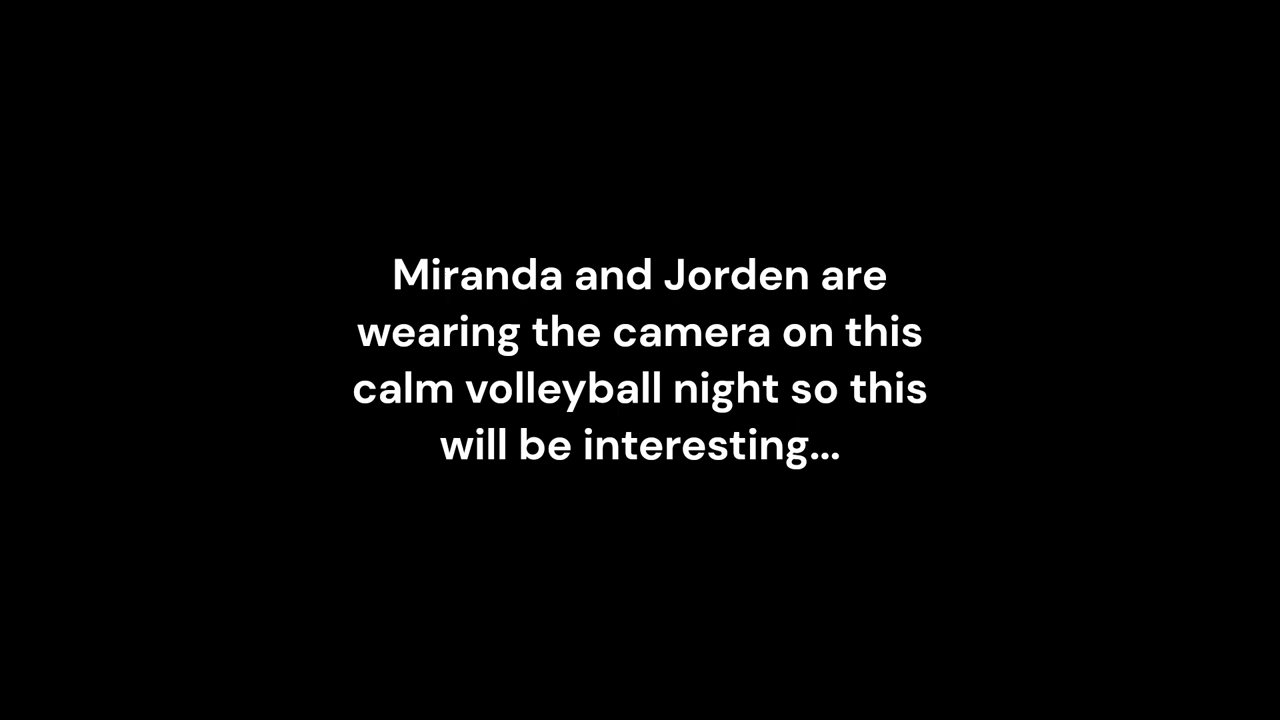 Miranda and Jorden are
wearing the camera on this
calm volleyball night so this
will be interesting...